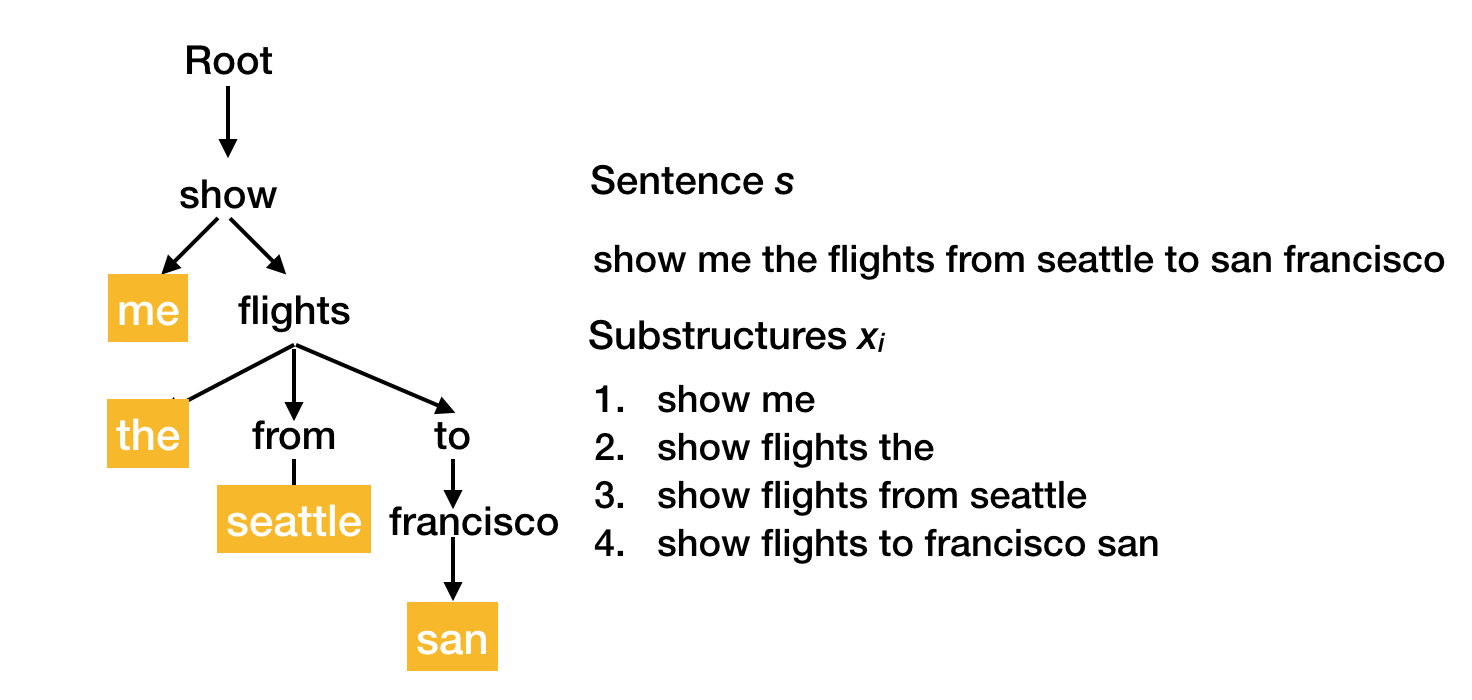 Root
show
me flights
the from to
seattle francisco
san
Sentence s
show me the flights from seattle to san francisco
Substructures xi
1. show me
2. show flights the
3. show flights from seattle
4. show flights to francisco san